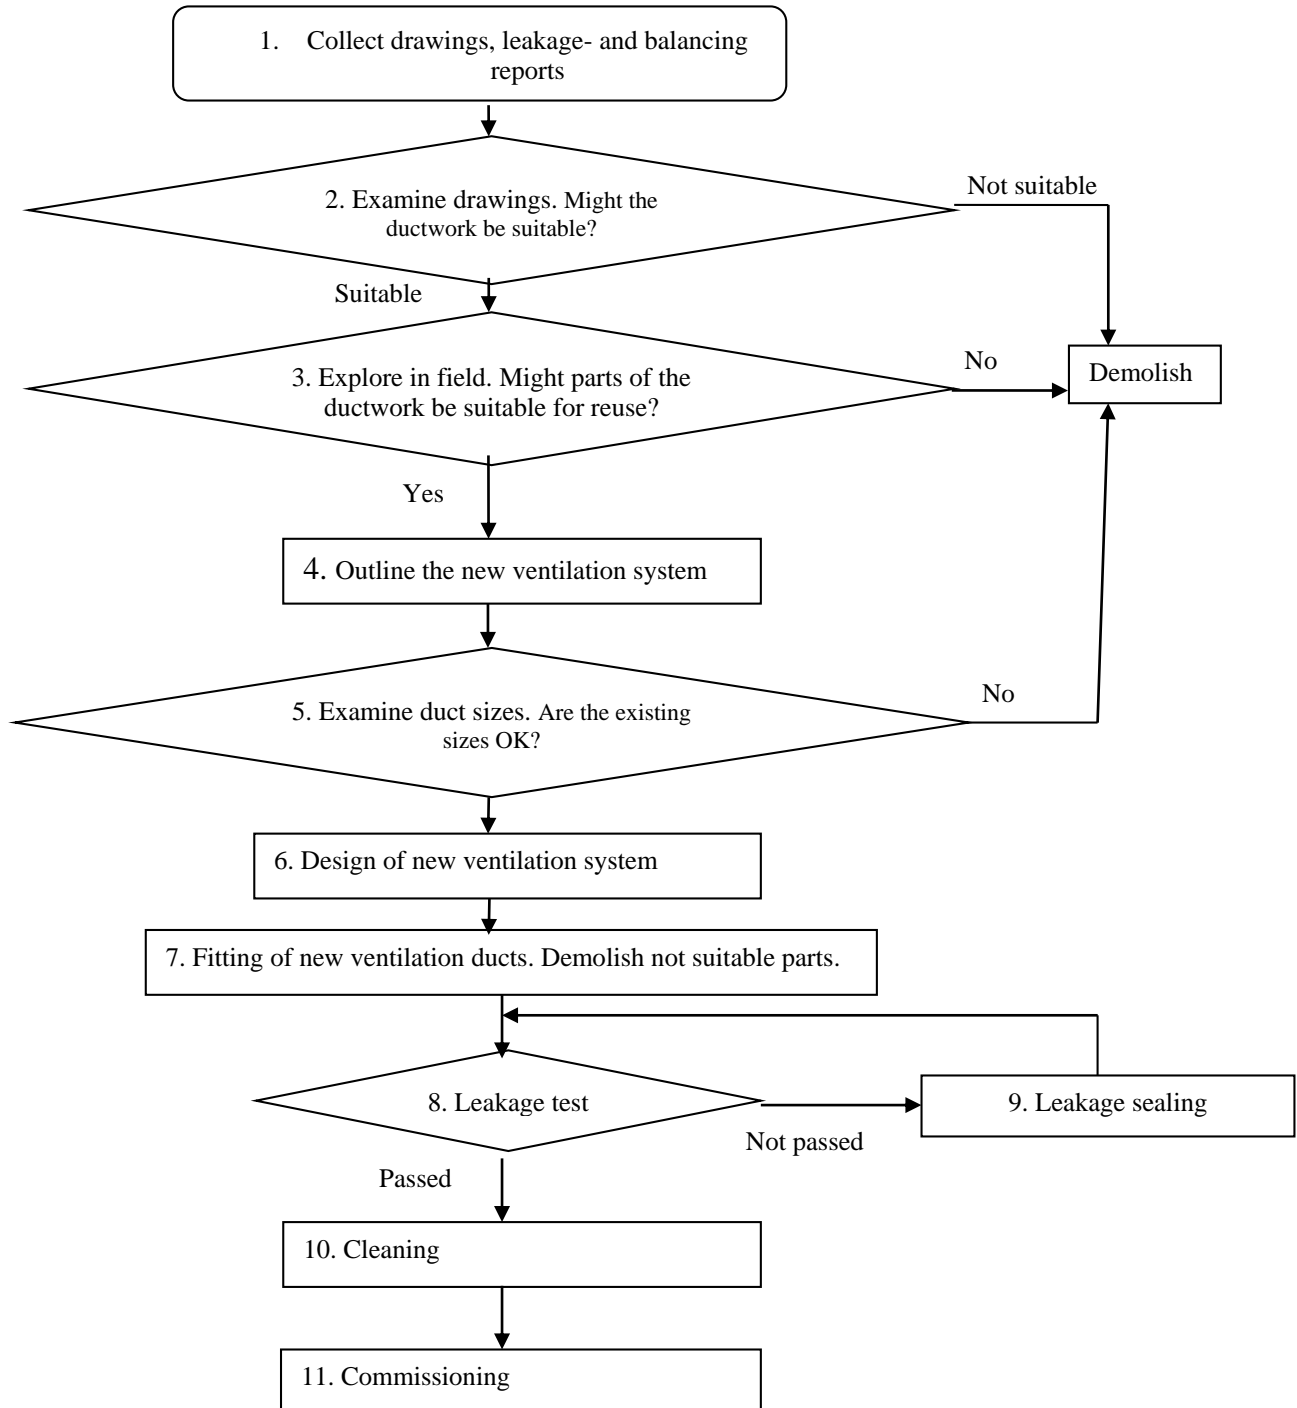 1. Collect drawings, leakage- and balancing
reports
2. Examine drawings. Might the
ductwork be suitable?
Not suitable
Suitable
3. Explore in field. Might parts of the
ductwork be suitable for reuse?
No
Demolish
Yes
4. Outline the new ventilation system
5. Examine duct sizes. Are the existing
sizes OK?
No
6. Design of new ventilation system
7. Fitting of new ventilation ducts. Demolish not suitable parts.
8. Leakage test
9. Leakage sealing
Not passed
Passed
10. Cleaning
11. Commissioning